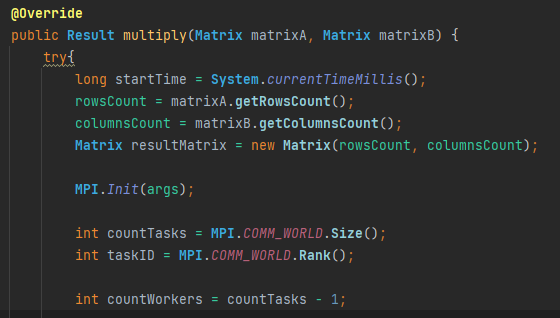 @Override
public Result multiply(Matrix matrixA, Matrix matrixB) {
try{
long startTime = System.currentTimeMillis();
rowsCount = matrixA.getRowsCount();
columnsCount = matrixB.getColumnsCount();
Matrix resultMatrix = new Matrix(rowsCount, columnsCount);
MPI.Init(args);
int countTasks = MPI.COMM_WORLD.Size();
int taskID = MPI.COMM_WORLD.Rank();
int countWorkers = countTasks - 1;